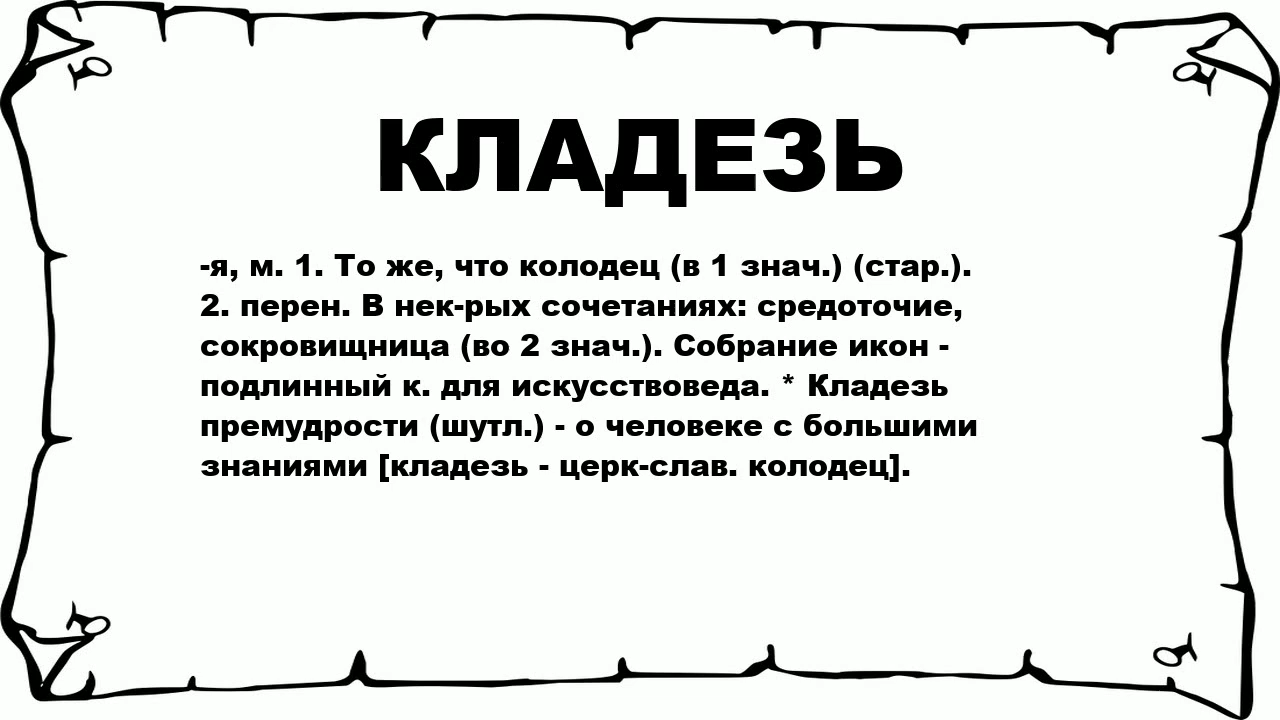 КЛАДЕЗЬ
-я, м. 1. То же, что колодец (в 1 знач.) (стар.).
2. перен. В нек-рых сочетаниях: средоточие,
сокровищница (во 2 знач.). Собрание икон -
подлинный к. для искусствоведа. * Кладезь
премудрости (шутл.) - о человеке с большими
знаниями [кладезь - церк-слав. колодец].